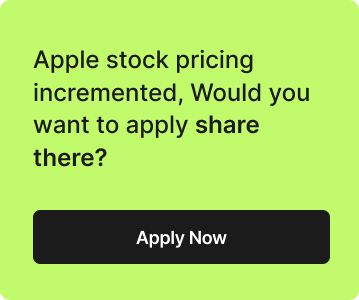 Apple stock pricing
incremented, Would you
want to apply share
there?
Apply Now